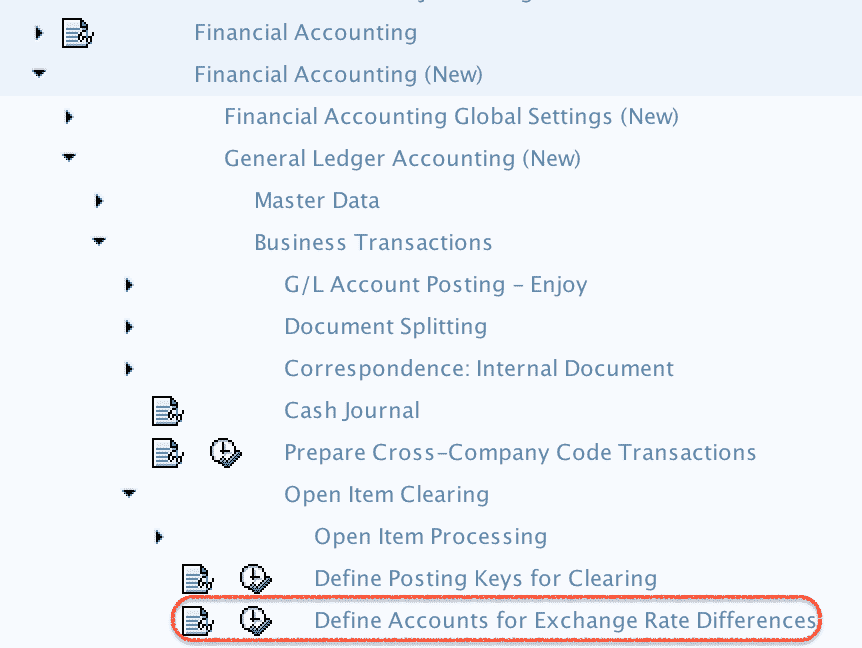 Financial Accounting
Financial Accounting (New)
Financial Accounting Global Settings (New)
General Ledger Accounting (New)
Master Data
Business Transactions
G/L Account Posting - Enjoy
Document Splitting
Correspondence: Internal Document
Cash Journal
Prepare Cross-Company Code Transactions
Open Item Clearing
Open Item Processing
Define Posting Keys for Clearing
Define Accounts for Exchange Rate Differences